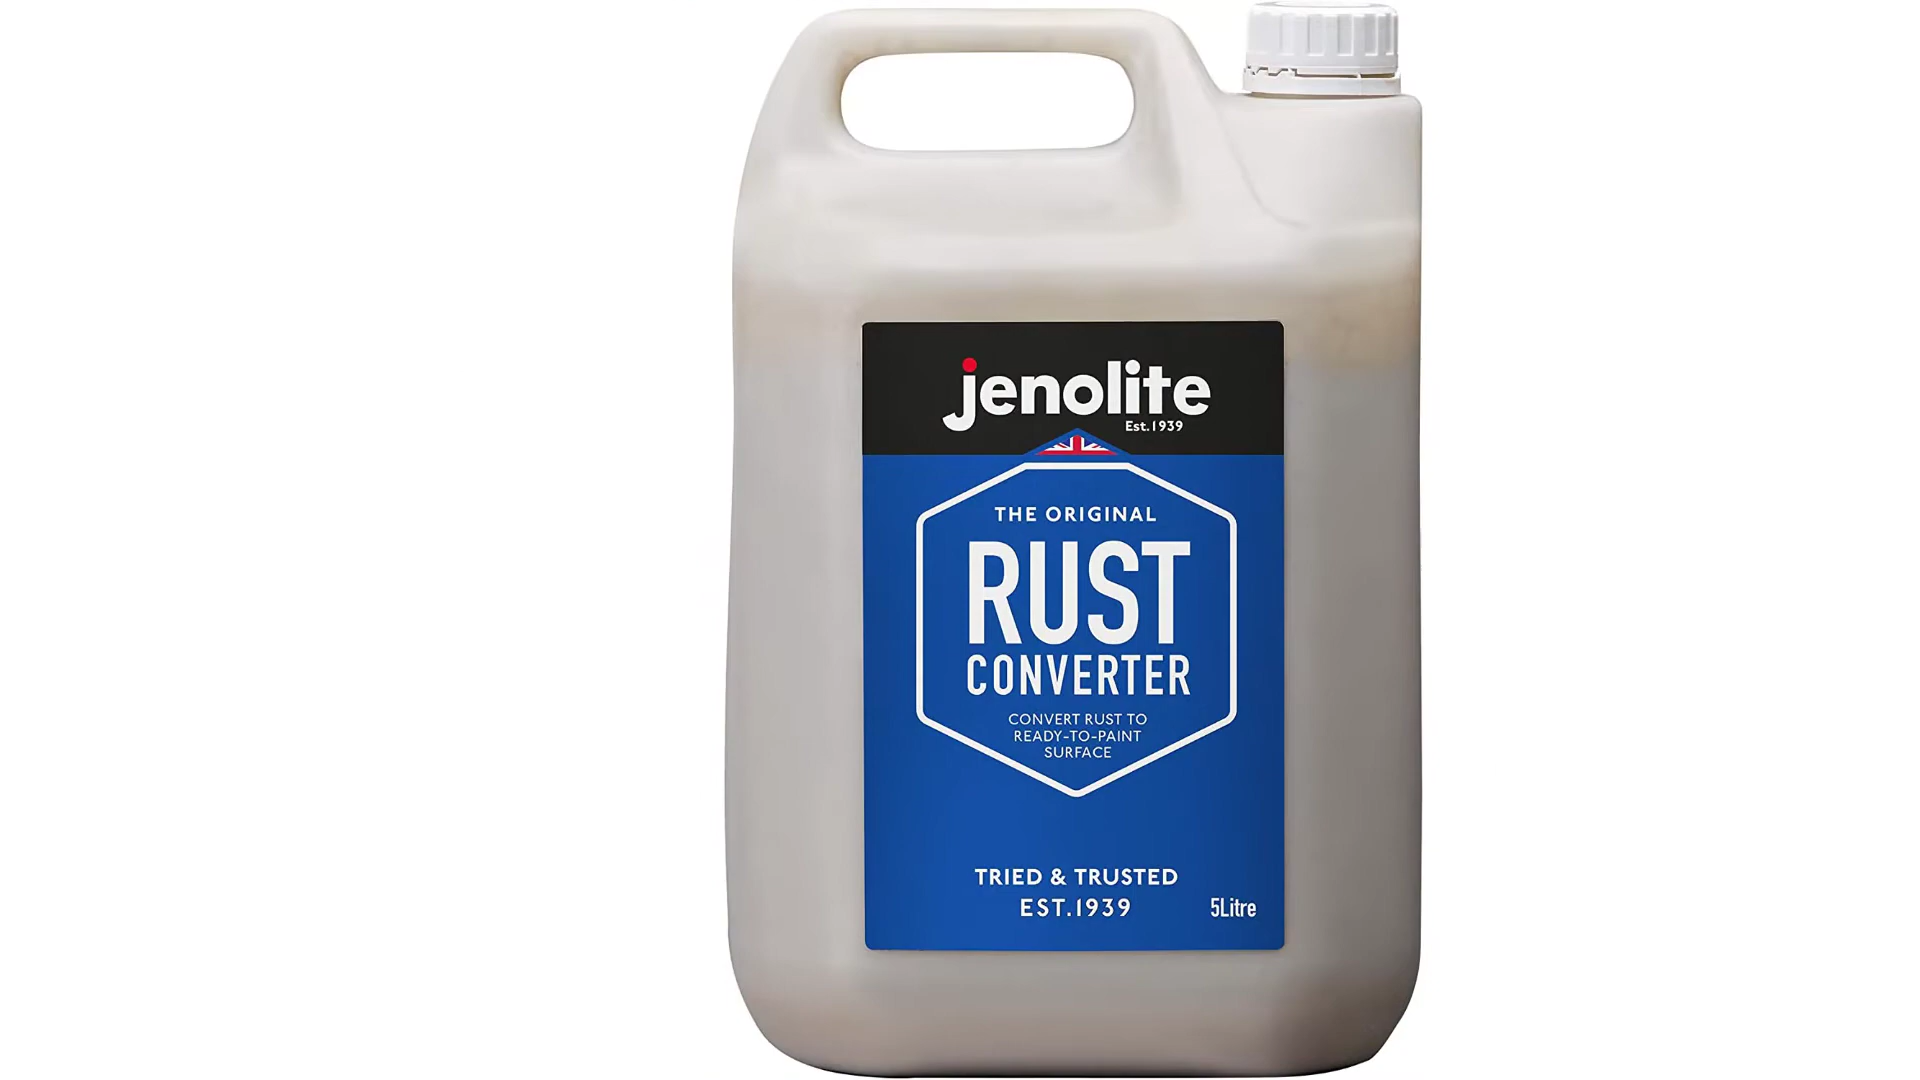 jenolite
Est.1939
THE ORIGINAL
RUST
CONVERTER
CONVERT RUST TO
READY-TO-PAINT
SURFACE
TRIED & TRUSTED
EST.1939
5Litre